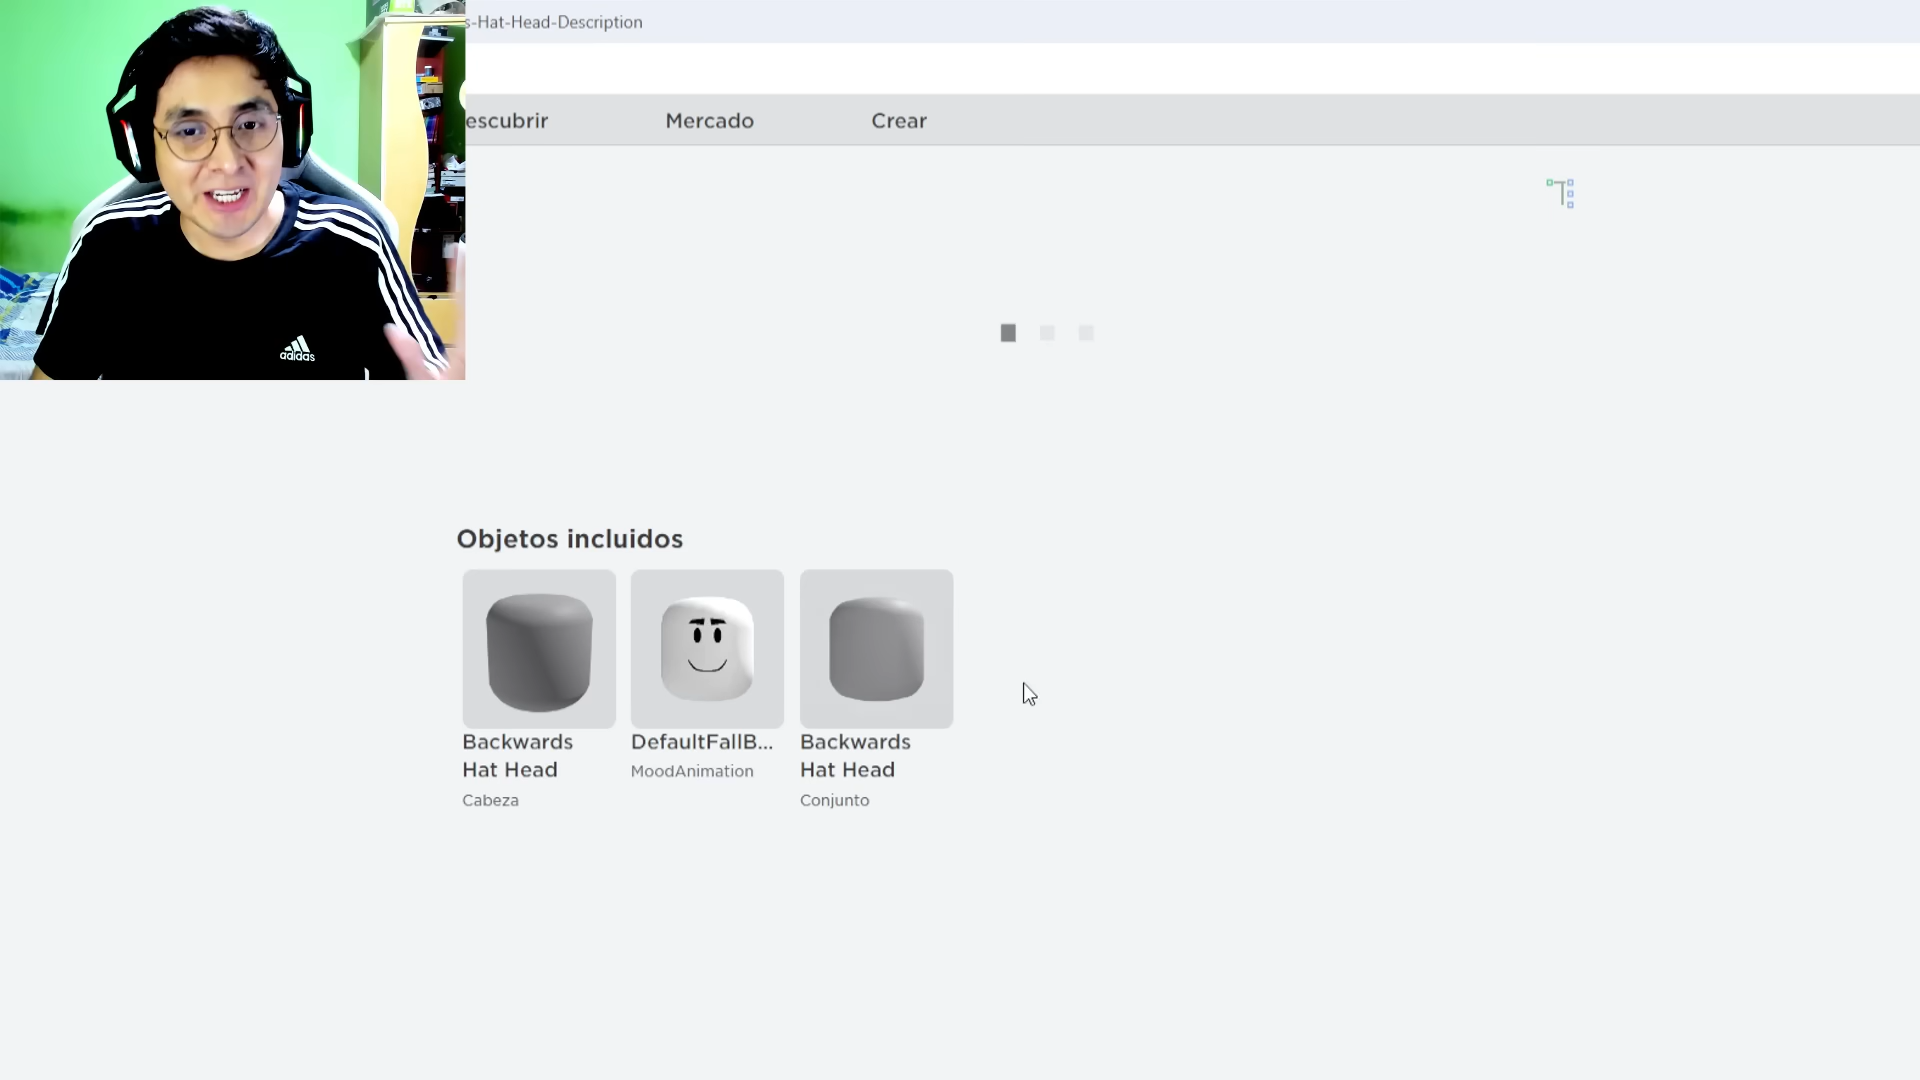 s-Hat-Head-Description
escubrir
Mercado
Crear
adidas
Objetos incluidos
Backwards
Hat Head
Cabeza
DefaultFallB...
MoodAnimation
Backwards
Hat Head
Conjunto